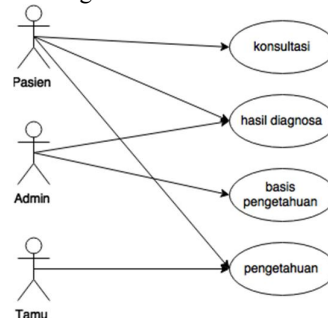 Pasien
konsultasi
hasil diagnosa
Admin
basis
pengetahuan
pengetahuan
Tamu